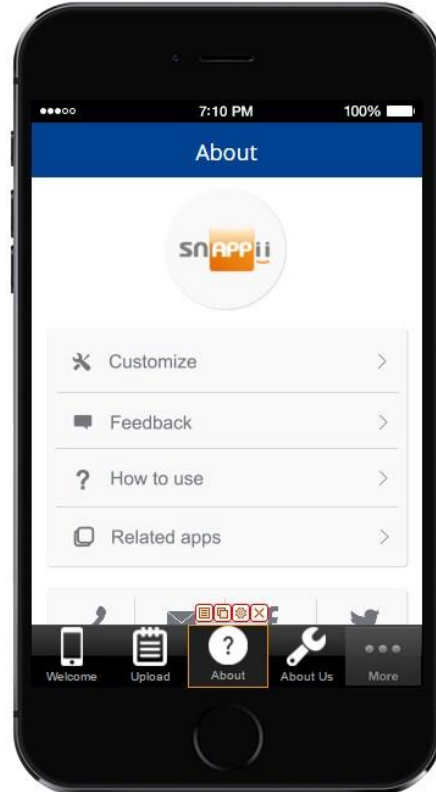 7:10 PM
100%
About
snAPPii
Customize
Feedback
? How to use
Related apps
?
Welcome
Upload
About
About Us
More